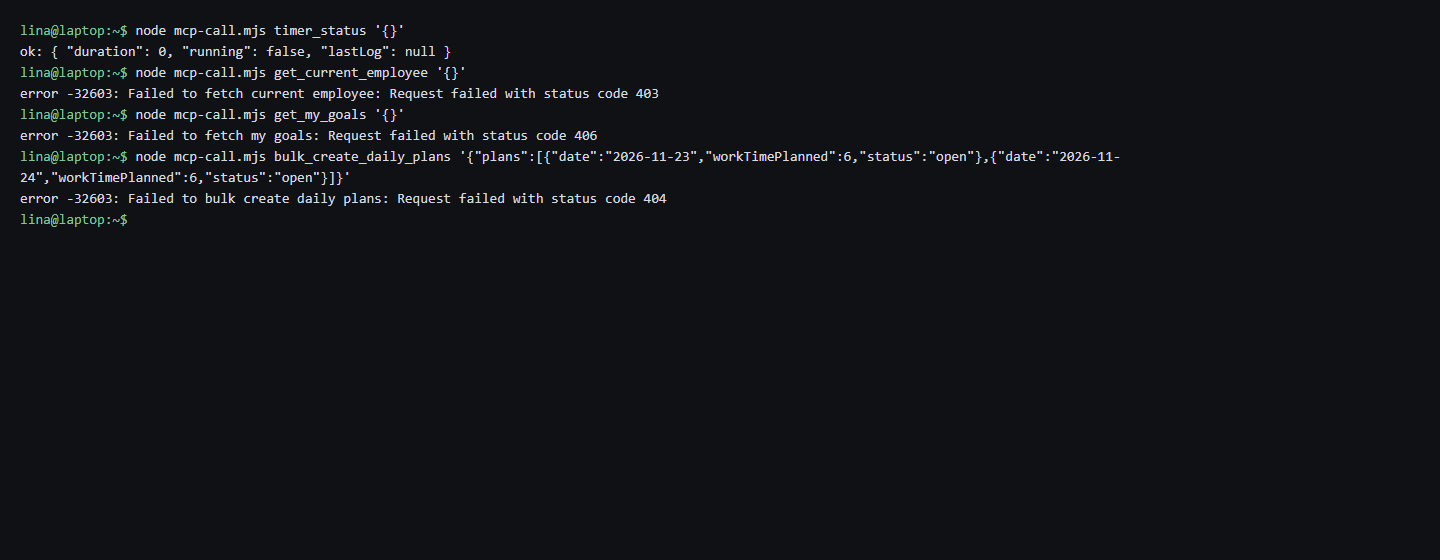 lina@laptop:~$ node mcp-call.mjs timer_status '{}'
ok: { "duration": 0, "running": false, "lastLog": null }
lina@laptop:~$ node mcp-call.mjs get_current_employee '{}'
error -32603: Failed to fetch current employee: Request failed with status code 403
lina@laptop:~$ node mcp-call.mjs get_my_goals '{}'
error -32603: Failed to fetch my goals: Request failed with status code 406
lina@laptop:~$ node mcp-call.mjs bulk_create_daily_plans '{"plans":[{"date":"2026-11-23","workTimePlanned":6,"status":"open"},{"date":"2026-11-
24","workTimePlanned":6,"status":"open"}]}'
error -32603: Failed to bulk create daily plans: Request failed with status code 404
lina@laptop:~$